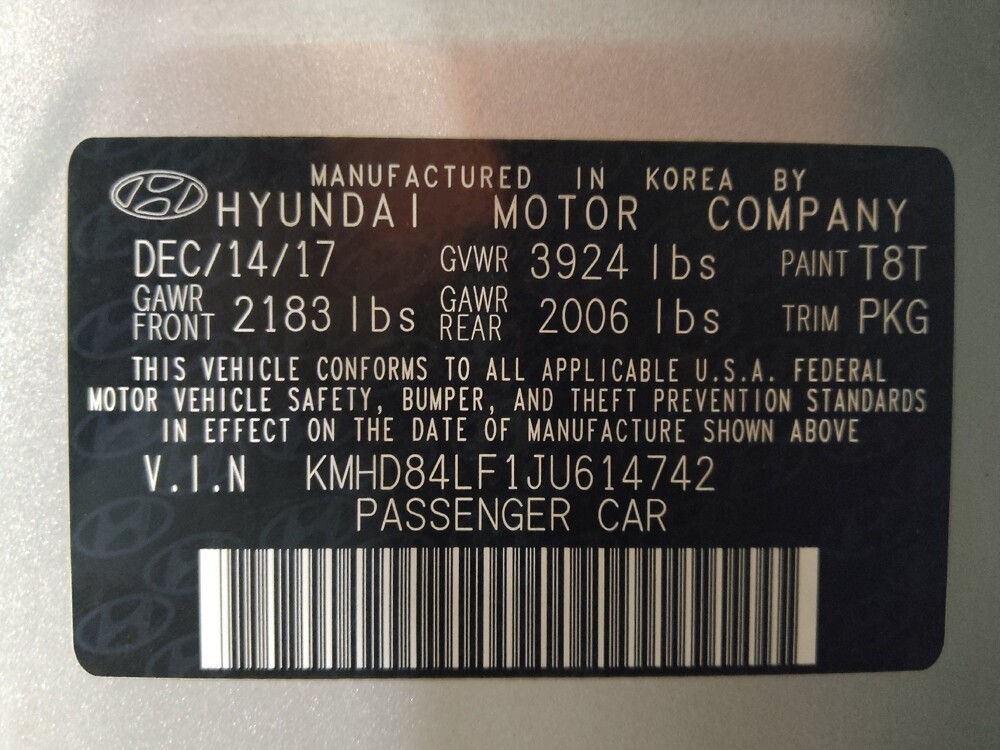 MANUFACTURED IN KOREA BY
HYUNDAI MOTOR COMPANY
DEC/14/17 GVWR 3924 lbs PAINT T8T
GAWR FRONT 2183 lbs GAWR REAR 2006 lbs TRIM PKG
THIS VEHICLE CONFORMS TO ALL APPLICABLE U.S.A. FEDERAL
MOTOR VEHICLE SAFETY, BUMPER, AND THEFT PREVENTION STANDARDS
IN EFFECT ON THE DATE OF MANUFACTURE SHOWN ABOVE
V.I.N KMHD84LF1JU614742
PASSENGER CAR